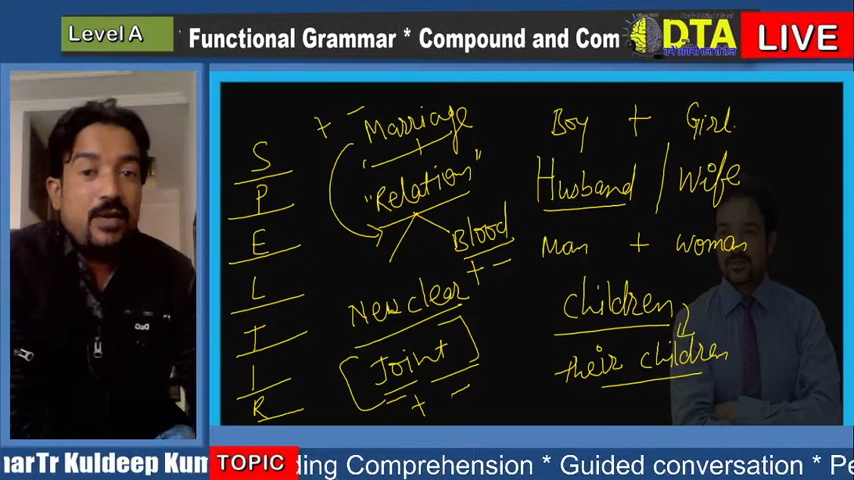 Level A
Functional Grammar * Compound and Com
DTA
LIVE
S
P
E
L
I
I
R
+ - Marriage
+
"Relation"
Blood
+ -
Newclear
Joint
- + -
Boy + Girl.
Husband / Wife
Man + woman
children
their children
narTr Kuldeep Kum
TOPIC
ding Comprehension * Guided conversation * Pe